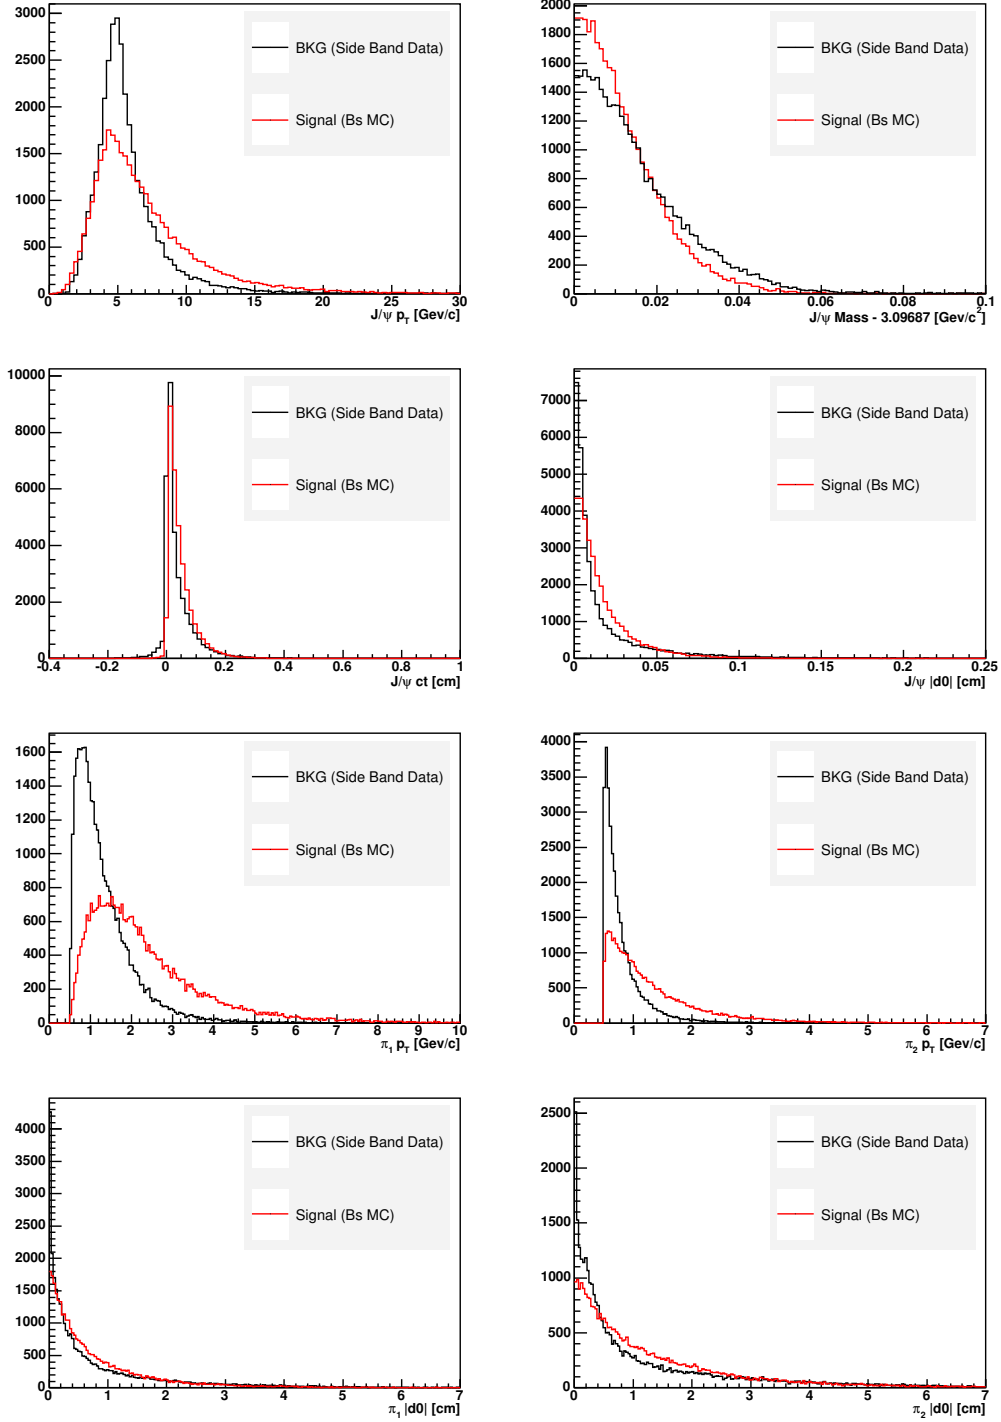 3000
2500
2000
1500
1000
500
0
0 5 10 15 20 25 30
J/ψ p_T [Gev/c]
BKG (Side Band Data)
Signal (Bs MC)
2000
1800
1600
1400
1200
1000
800
600
400
200
0
0 0.02 0.04 0.06 0.08 0.1
J/ψ Mass - 3.09687 [Gev/c²]
BKG (Side Band Data)
Signal (Bs MC)
10000
8000
6000
4000
2000
0
-0.4 -0.2 0 0.2 0.4 0.6 0.8 1
J/ψ ct [cm]
BKG (Side Band Data)
Signal (Bs MC)
7000
6000
5000
4000
3000
2000
1000
0
0 0.05 0.1 0.15 0.2 0.25
J/ψ |d0| [cm]
BKG (Side Band Data)
Signal (Bs MC)
1600
1400
1200
1000
800
600
400
200
0
0 1 2 3 4 5 6 7 8 9 10
π₁ p_T [Gev/c]
BKG (Side Band Data)
Signal (Bs MC)
4000
3500
3000
2500
2000
1500
1000
500
0
0 1 2 3 4 5 6 7
π₂ p_T [Gev/c]
BKG (Side Band Data)
Signal (Bs MC)
4000
3500
3000
2500
2000
1500
1000
500
0
0 1 2 3 4 5 6 7
π₁ |d0| [cm]
BKG (Side Band Data)
Signal (Bs MC)
2500
2000
1500
1000
500
0
0 1 2 3 4 5 6 7
π₂ |d0| [cm]
BKG (Side Band Data)
Signal (Bs MC)